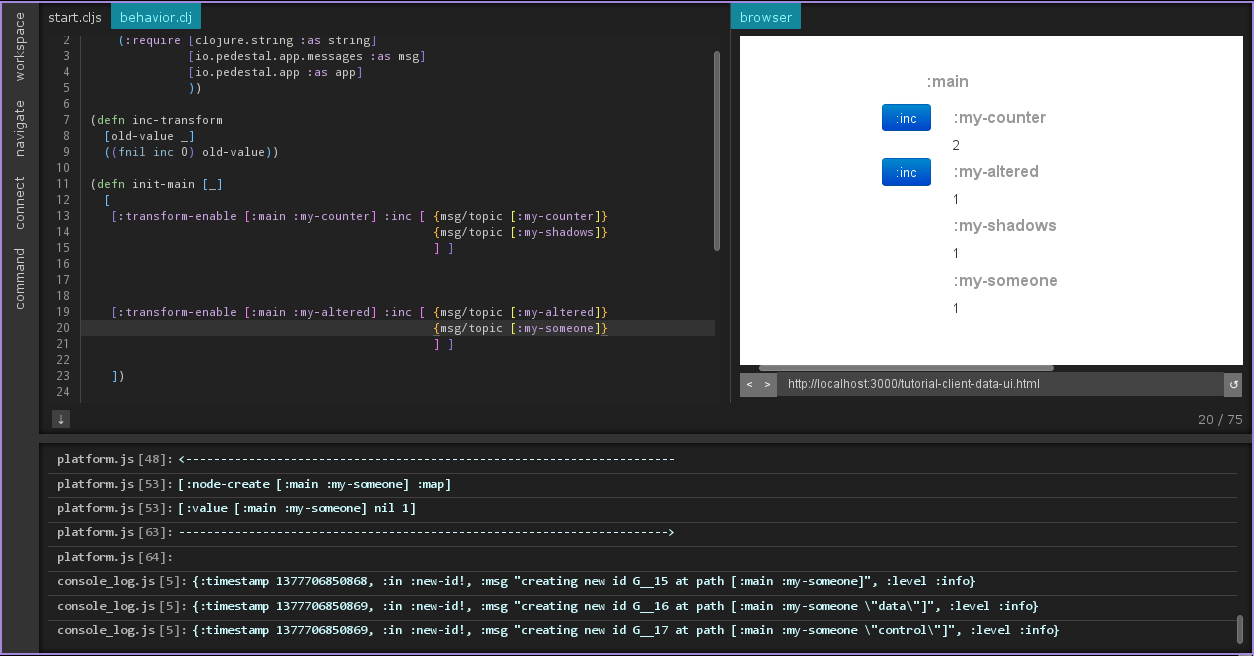 workspace
navigate
connect
command
start.cljs
behavior.clj
2 (:require [clojure.string :as string]
3 [io.pedestal.app.messages :as msg]
4 [io.pedestal.app :as app]
5 ))
6
7 (defn inc-transform
8 [old-value _]
9 ((fnil inc 0) old-value))
10
11 (defn init-main [_]
12 [
13 [:transform-enable [:main :my-counter] :inc [ {msg/topic [:my-counter]}
14 {msg/topic [:my-shadows]}
15 ] ]
16
17
18
19 [:transform-enable [:main :my-altered] :inc [ {msg/topic [:my-altered]}
20 {msg/topic [:my-someone]}
21 ] ]
22
23 ])
24
↓
browser
:main
:inc :my-counter
2
:inc :my-altered
1
:my-shadows
1
:my-someone
1
< > http://localhost:3000/tutorial-client-data-ui.html ↺
20 / 75
platform.js [48]: <----------------------------------------------------------------------
platform.js [53]: [:node-create [:main :my-someone] :map]
platform.js [53]: [:value [:main :my-someone] nil 1]
platform.js [63]: ---------------------------------------------------------------------->
platform.js [64]:
console_log.js [5]: {:timestamp 1377706850868, :in :new-id!, :msg "creating new id G__15 at path [:main :my-someone]", :level :info}
console_log.js [5]: {:timestamp 1377706850869, :in :new-id!, :msg "creating new id G__16 at path [:main :my-someone \"data\"]", :level :info}
console_log.js [5]: {:timestamp 1377706850869, :in :new-id!, :msg "creating new id G__17 at path [:main :my-someone \"control\"]", :level :info}